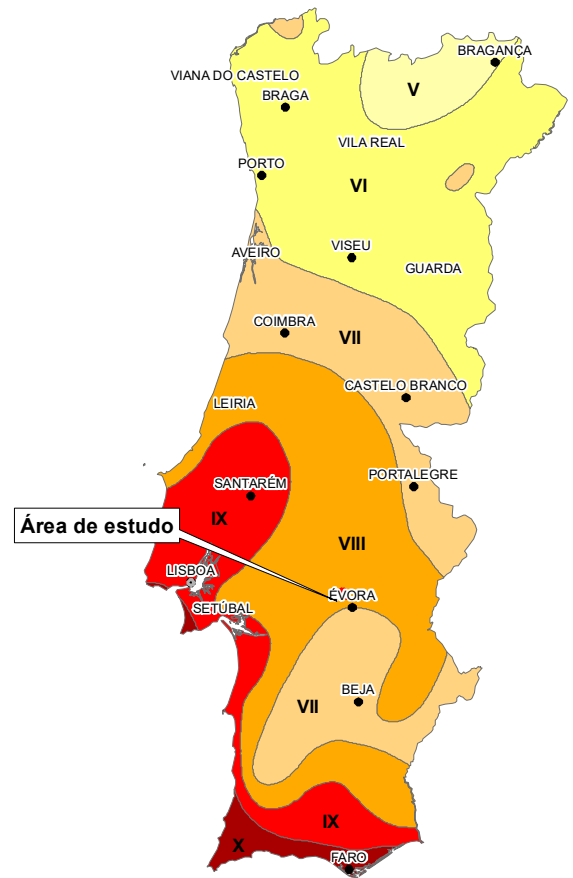 BRAGANÇA
VIANA DO CASTELO
V
BRAGA
VILA REAL
PORTO
VI
VISEU
AVEIRO
GUARDA
COIMBRA
VII
CASTELO BRANCO
LEIRIA
PORTALEGRE
SANTARÉM
IX
Área de estudo
VIII
LISBOA
ÉVORA
SETÚBAL
BEJA
VII
IX
X
FARO